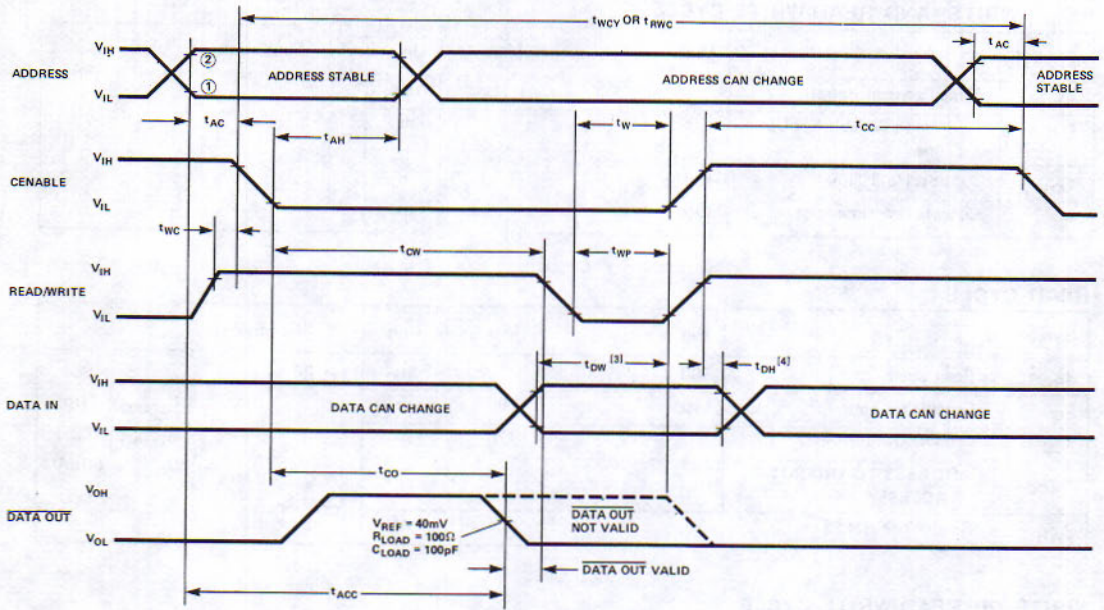 tWCY OR tRWC
tAC
VIH
ADDRESS
VIL
②
①
ADDRESS STABLE
ADDRESS CAN CHANGE
ADDRESS
STABLE
tAC
tAH
tW
tCC
VIH
CENABLE
VIL
tWC
tCW
tWP
VIH
READ/WRITE
VIL
tDW [3]
tDH [4]
VIH
DATA IN
VIL
DATA CAN CHANGE
DATA CAN CHANGE
tCO
VOH
DATA OUT
VOL
VREF = 40mV
RLOAD = 100Ω
CLOAD = 100pF
DATA OUT
NOT VALID
DATA OUT VALID
tACC